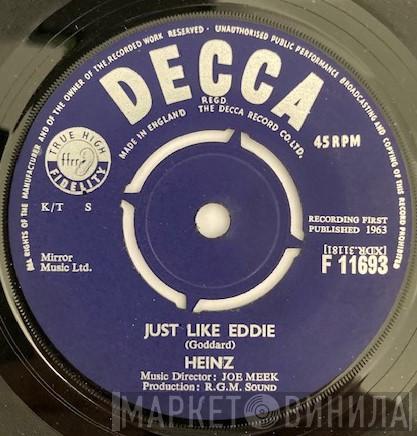 ALL RIGHTS OF THE MANUFACTURER AND OF THE OWNER OF THE RECORDED WORK RESERVED · UNAUTHORISED PUBLIC PERFORMANCE BROADCASTING AND COPYING OF THIS RECORD PROHIBITED
DECCA
REGD.
MADE IN ENGLAND
THE DECCA RECORD CO. LTD.
TRUE HIGH
ffrr
FIDELITY
45 RPM
K/T S
RECORDING FIRST
PUBLISHED 1963
Mirror
Music Ltd.
[XDR.31181]
F 11693
JUST LIKE EDDIE
(Goddard)
HEINZ
Music Director: JOE MEEK
Production: R.G.M. SOUND
МАРКЕТ ВИНИЛА